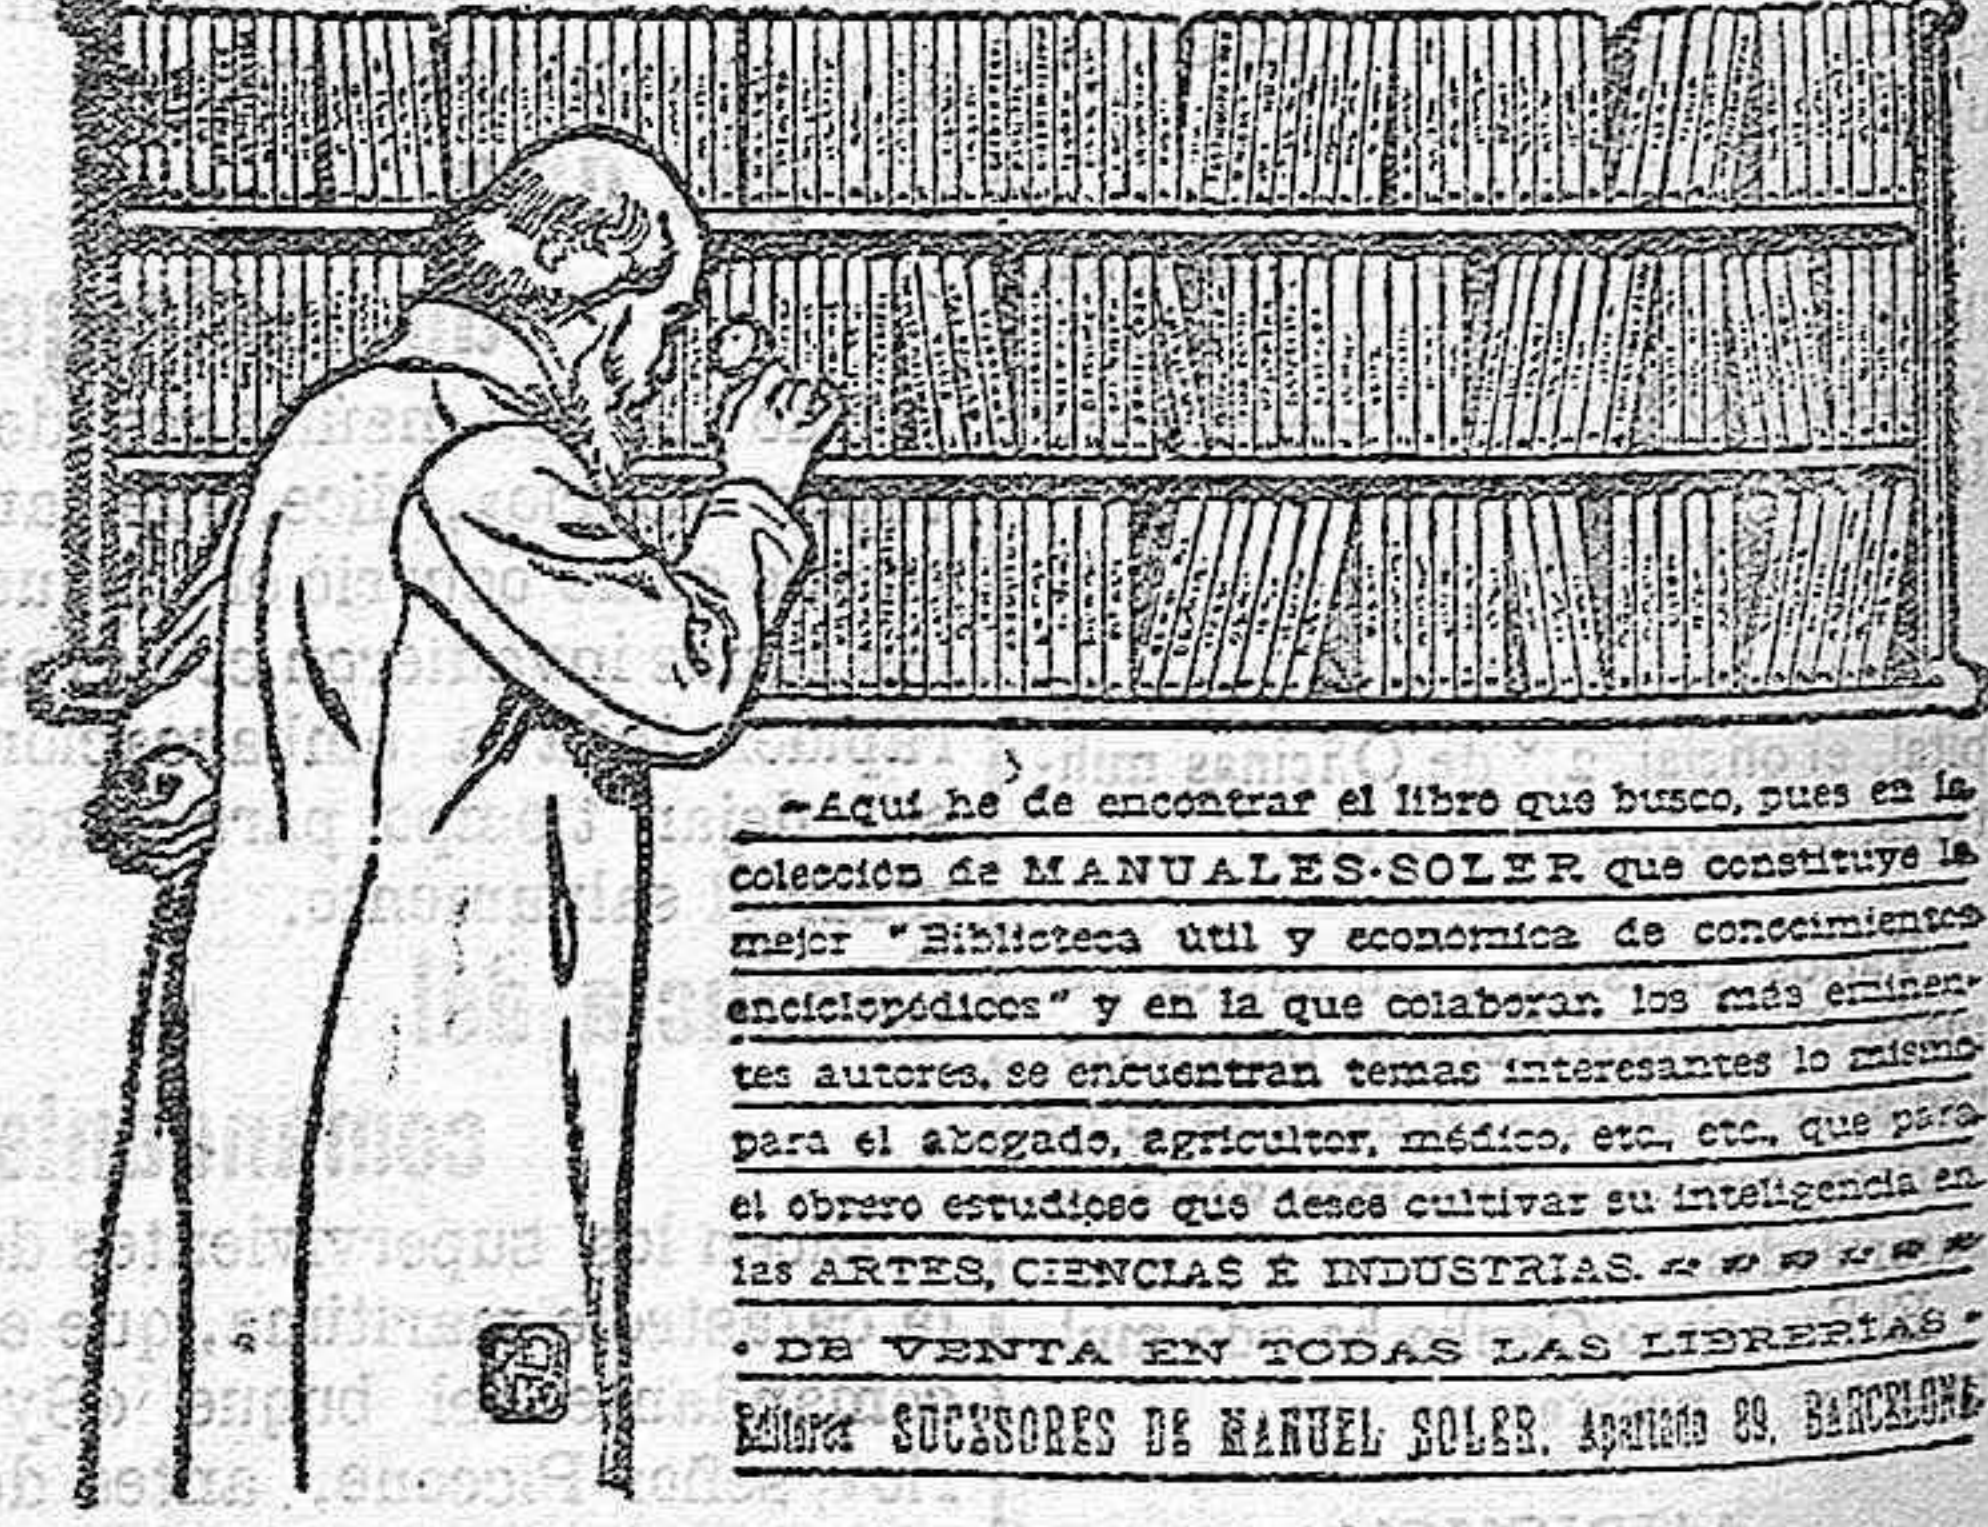 —Aquí he de encontrar el libro que busco, pues en la
colección de MANUALES-SOLER que constituye la
mejor "Biblioteca útil y económica de conocimientos
enciclopédicos" y en la que colaboran los más eminen-
tes autores, se encuentran temas interesantes lo mismo
para el abogado, agricultor, médico, etc., etc., que para
el obrero estudioso que desee cultivar su inteligencia en
las ARTES, CIENCIAS É INDUSTRIAS.
· DE VENTA EN TODAS LAS LIBRERÍAS ·
Editores SUCESORES DE MANUEL SOLER. Apartado 89. BARCELONA